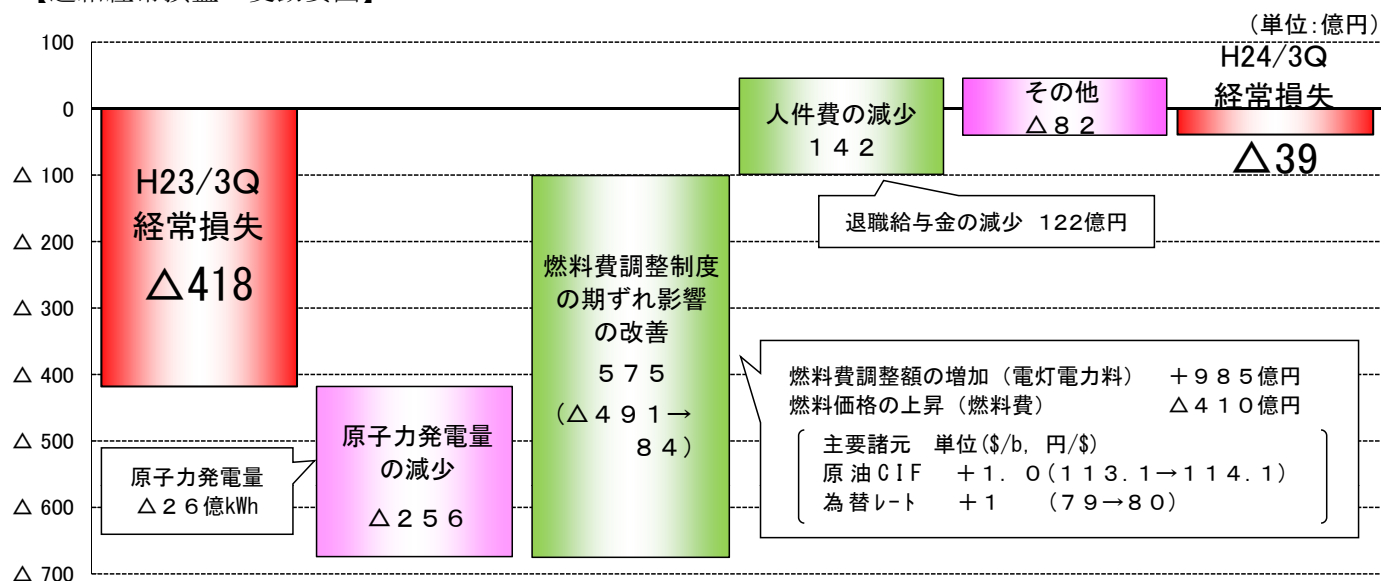 （単位:億円）
100
0
△ 100
△ 200
△ 300
△ 400
△ 500
△ 600
△ 700
H23/3Q
経常損失
△418
原子力発電量
△２６億kWh
原子力発電量
の減少
△２５６
燃料費調整制度
の期ずれ影響
の改善
５７５
（△４９１→
８４）
人件費の減少
１４２
退職給与金の減少 122億円
その他
△８２
H24/3Q
経常損失
△39
燃料費調整額の増加（電灯電力料） ＋９８５億円
燃料価格の上昇（燃料費） △４１０億円
主要諸元 単位($/b, 円/$)
原油ＣＩＦ ＋１．０(１１３.１→１１４.１)
為替ﾚｰﾄ ＋１ （７９→８０）